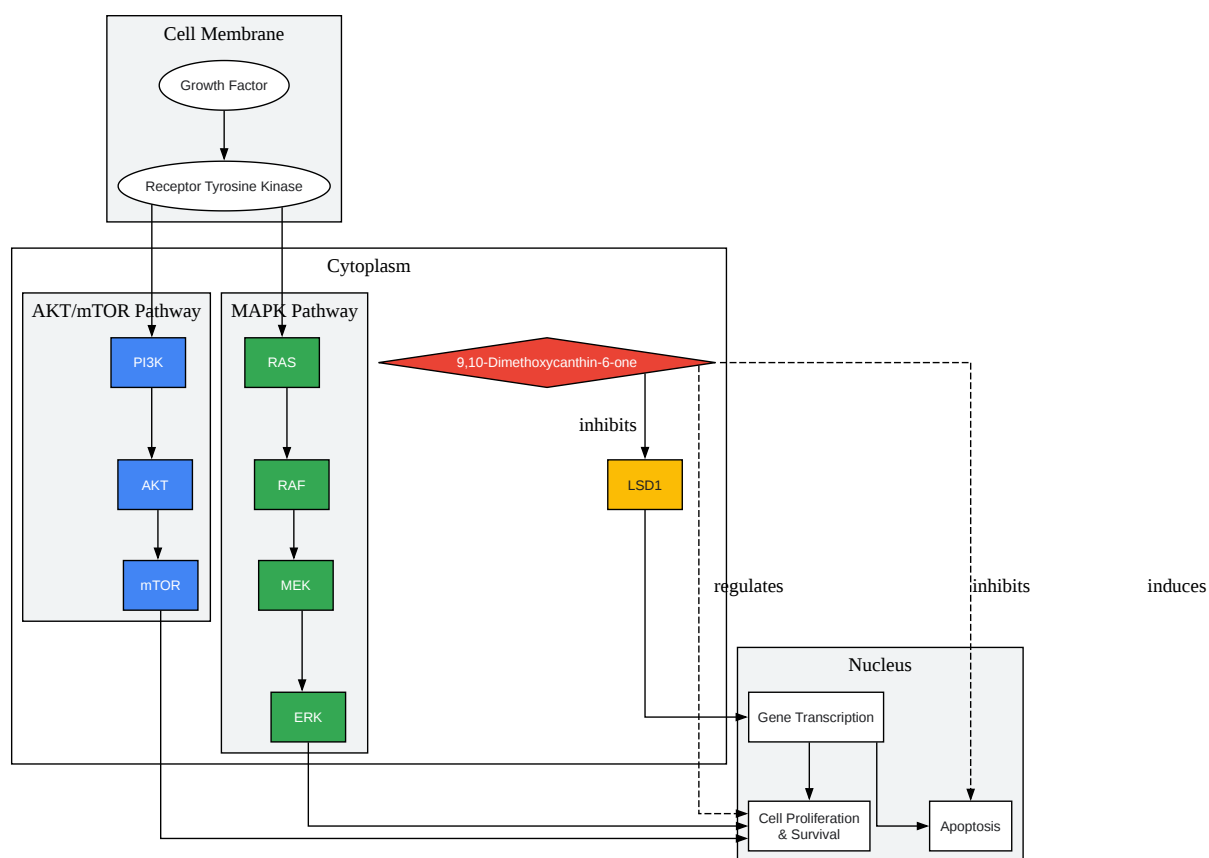 Cell Membrane
Growth Factor
Receptor Tyrosine Kinase
Cytoplasm
AKT/mTOR Pathway
MAPK Pathway
PI3K
RAS
9,10-Dimethoxycanthin-6-one
inhibits
AKT
RAF
LSD1
mTOR
MEK
regulates
inhibits
induces
Nucleus
ERK
Gene Transcription
Cell Proliferation
& Survival
Apoptosis